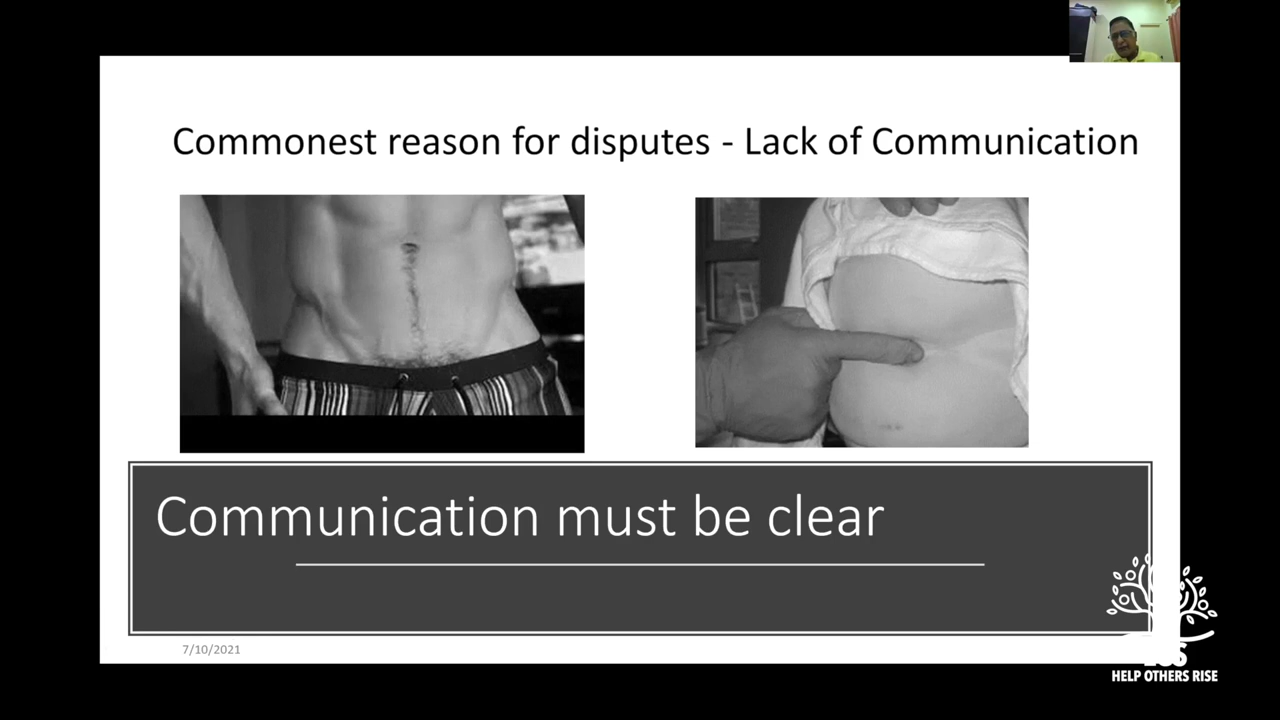 Commonest reason for disputes - Lack of Communication
Communication must be clear
7/10/2021
HELP OTHERS RISE